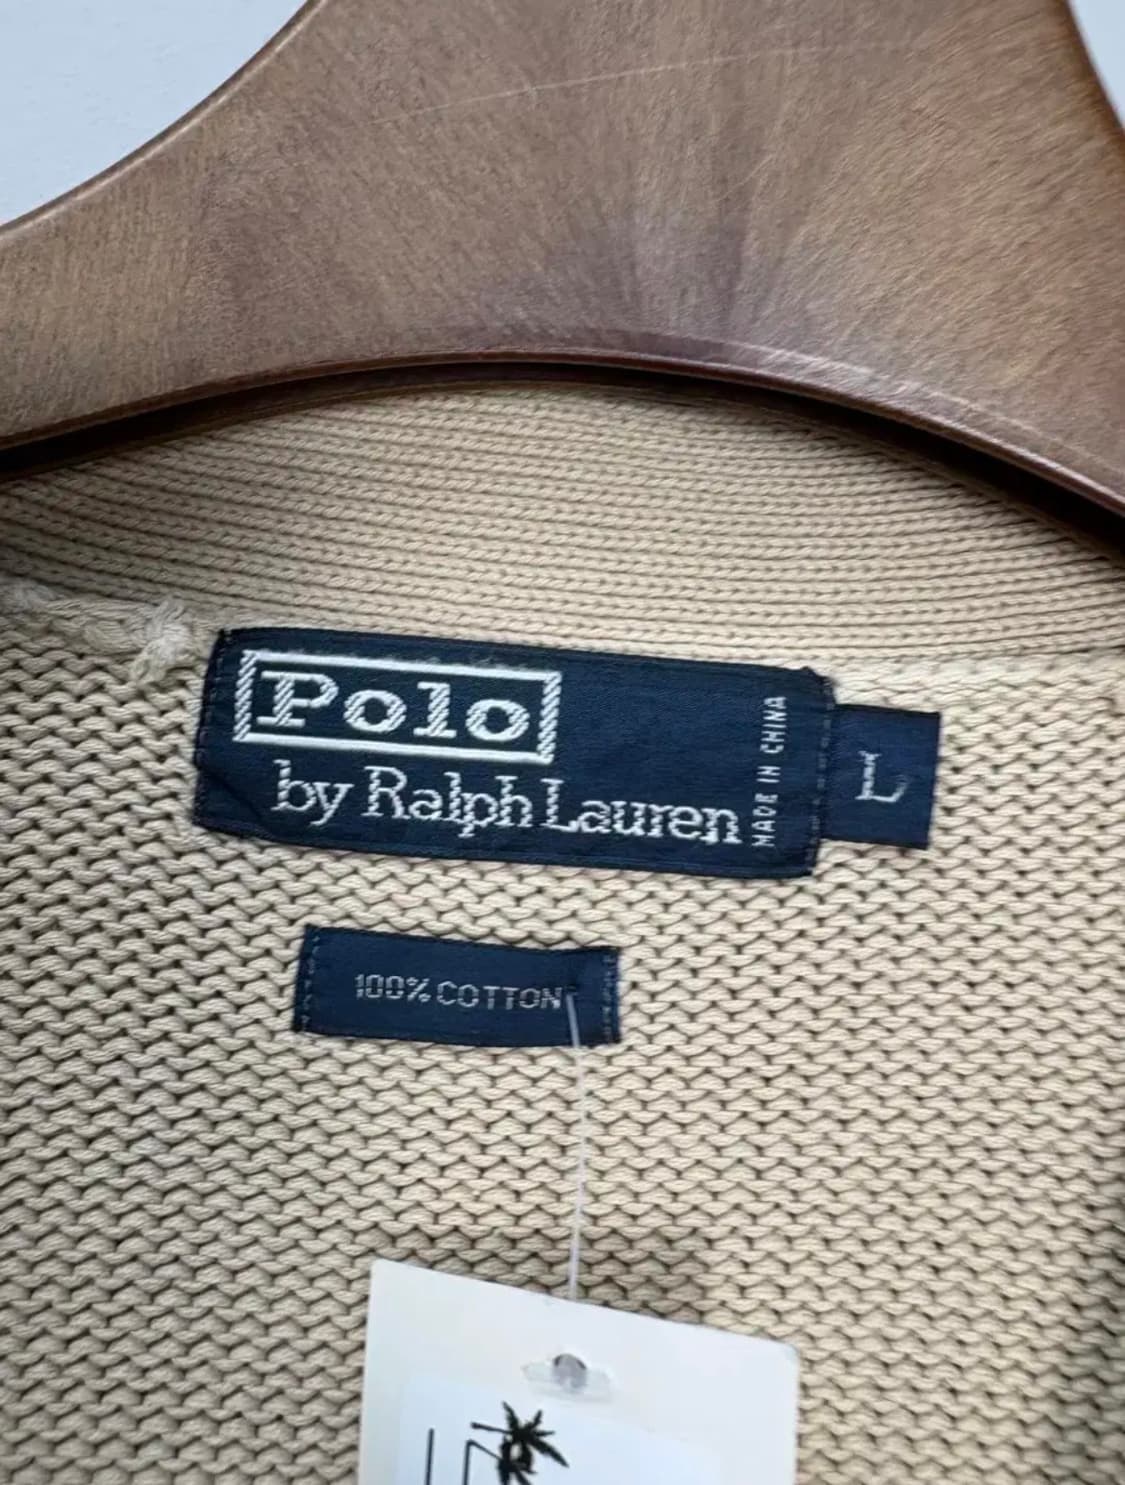 Polo
by Ralph Lauren
MADE IN CHINA
L
100% COTTON